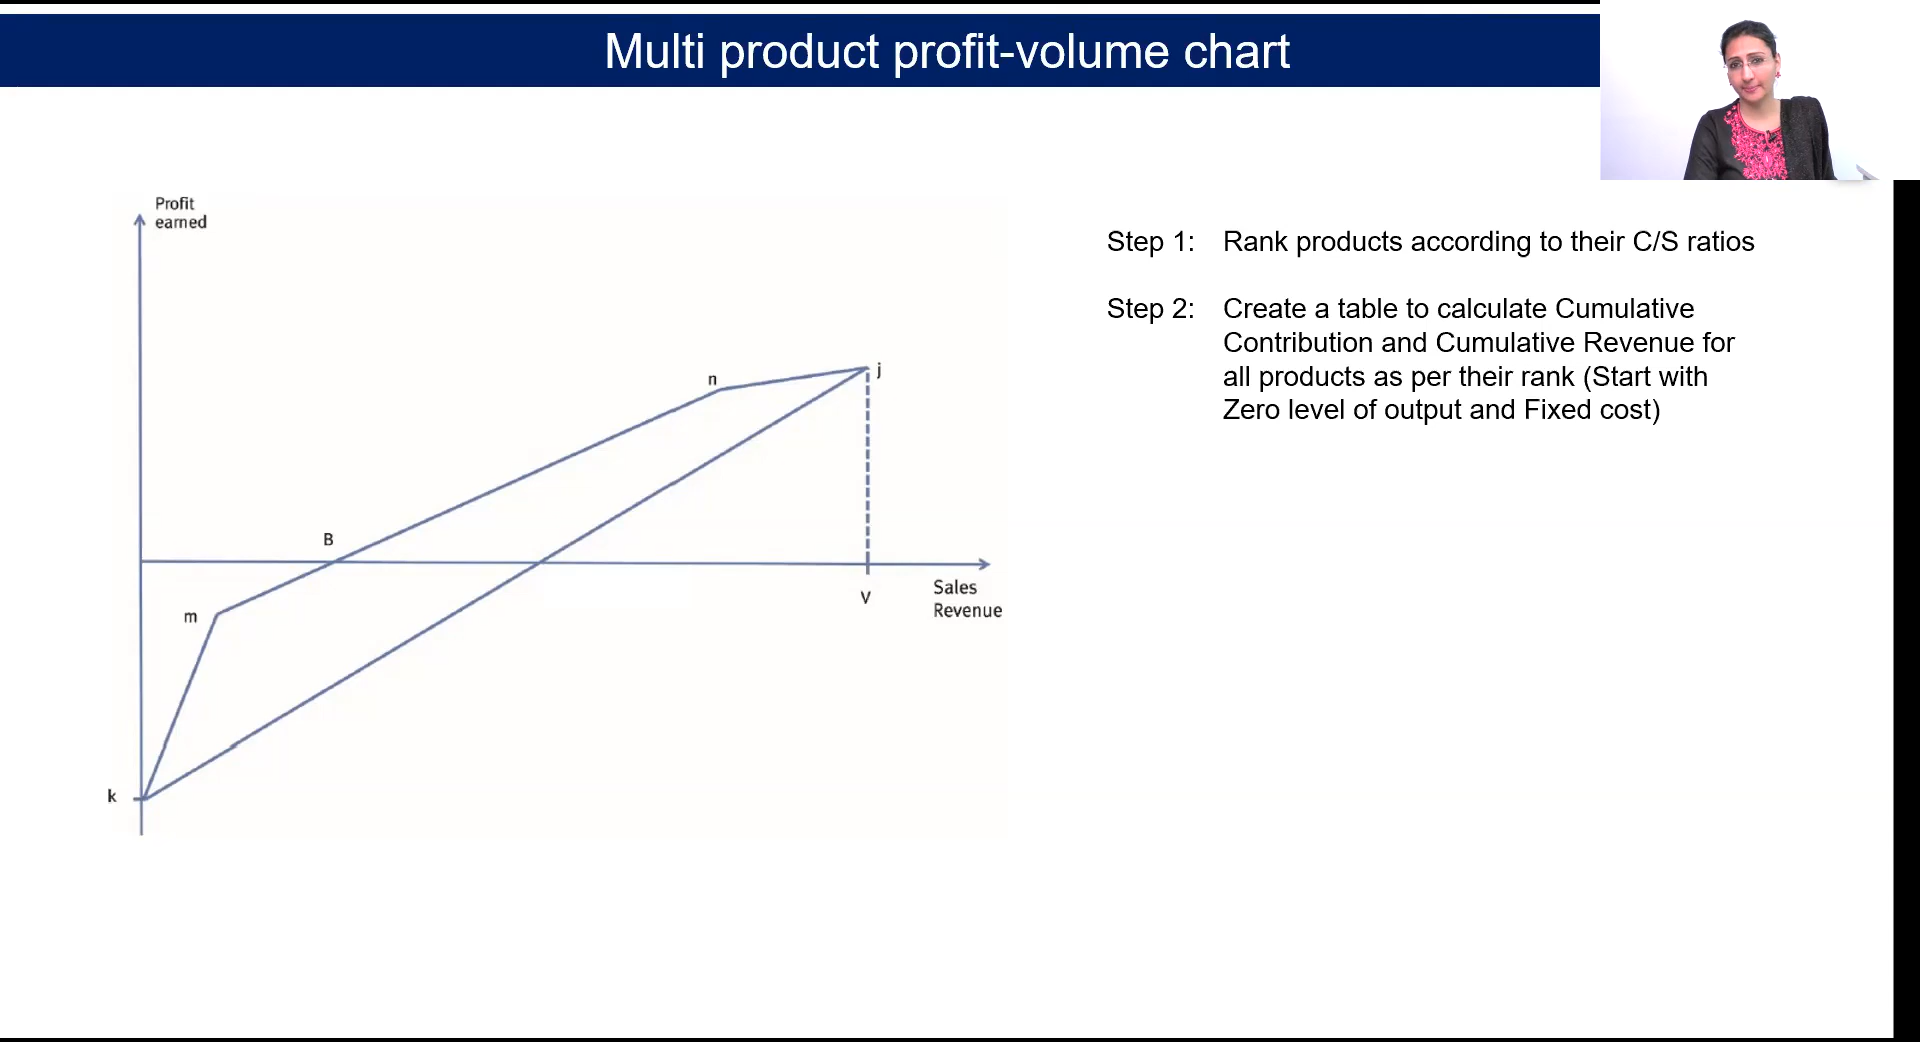 Multi product profit-volume chart
Profit
earned
Step 1: Rank products according to their C/S ratios
Step 2: Create a table to calculate Cumulative
Contribution and Cumulative Revenue for
all products as per their rank (Start with
Zero level of output and Fixed cost)
j
n
B
m
V
Sales
Revenue
k